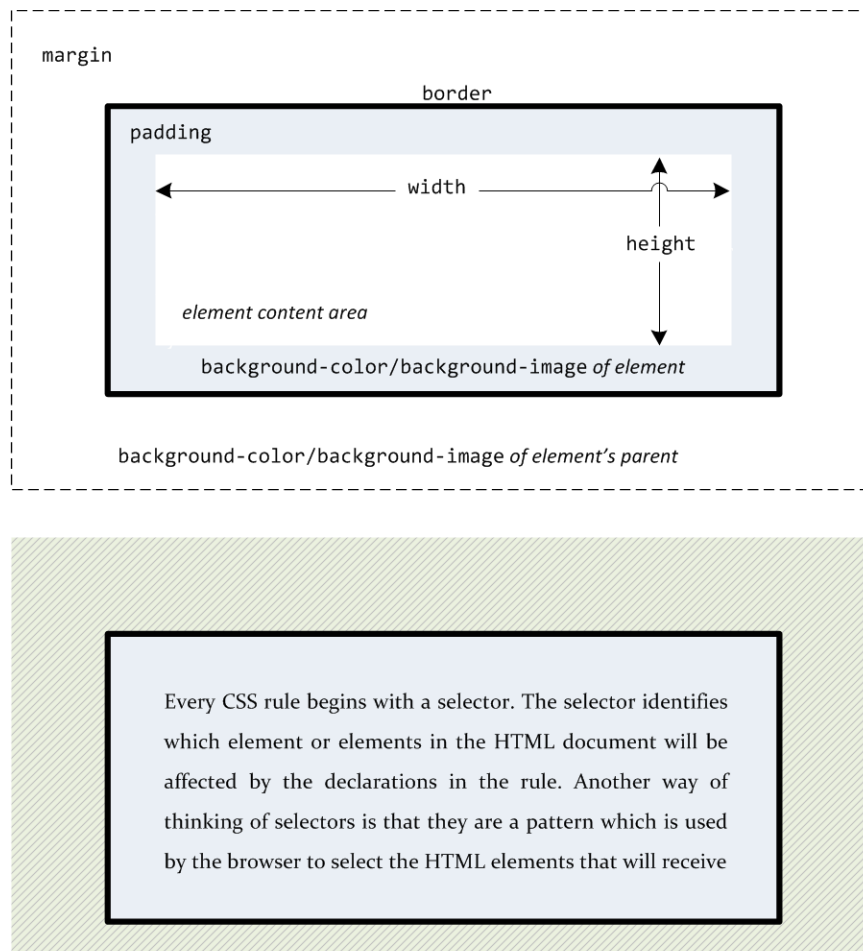 margin
border
padding
width
height
element content area
background-color/background-image of element
background-color/background-image of element’s parent
Every CSS rule begins with a selector. The selector identifies
which element or elements in the HTML document will be
affected by the declarations in the rule. Another way of
thinking of selectors is that they are a pattern which is used
by the browser to select the HTML elements that will receive